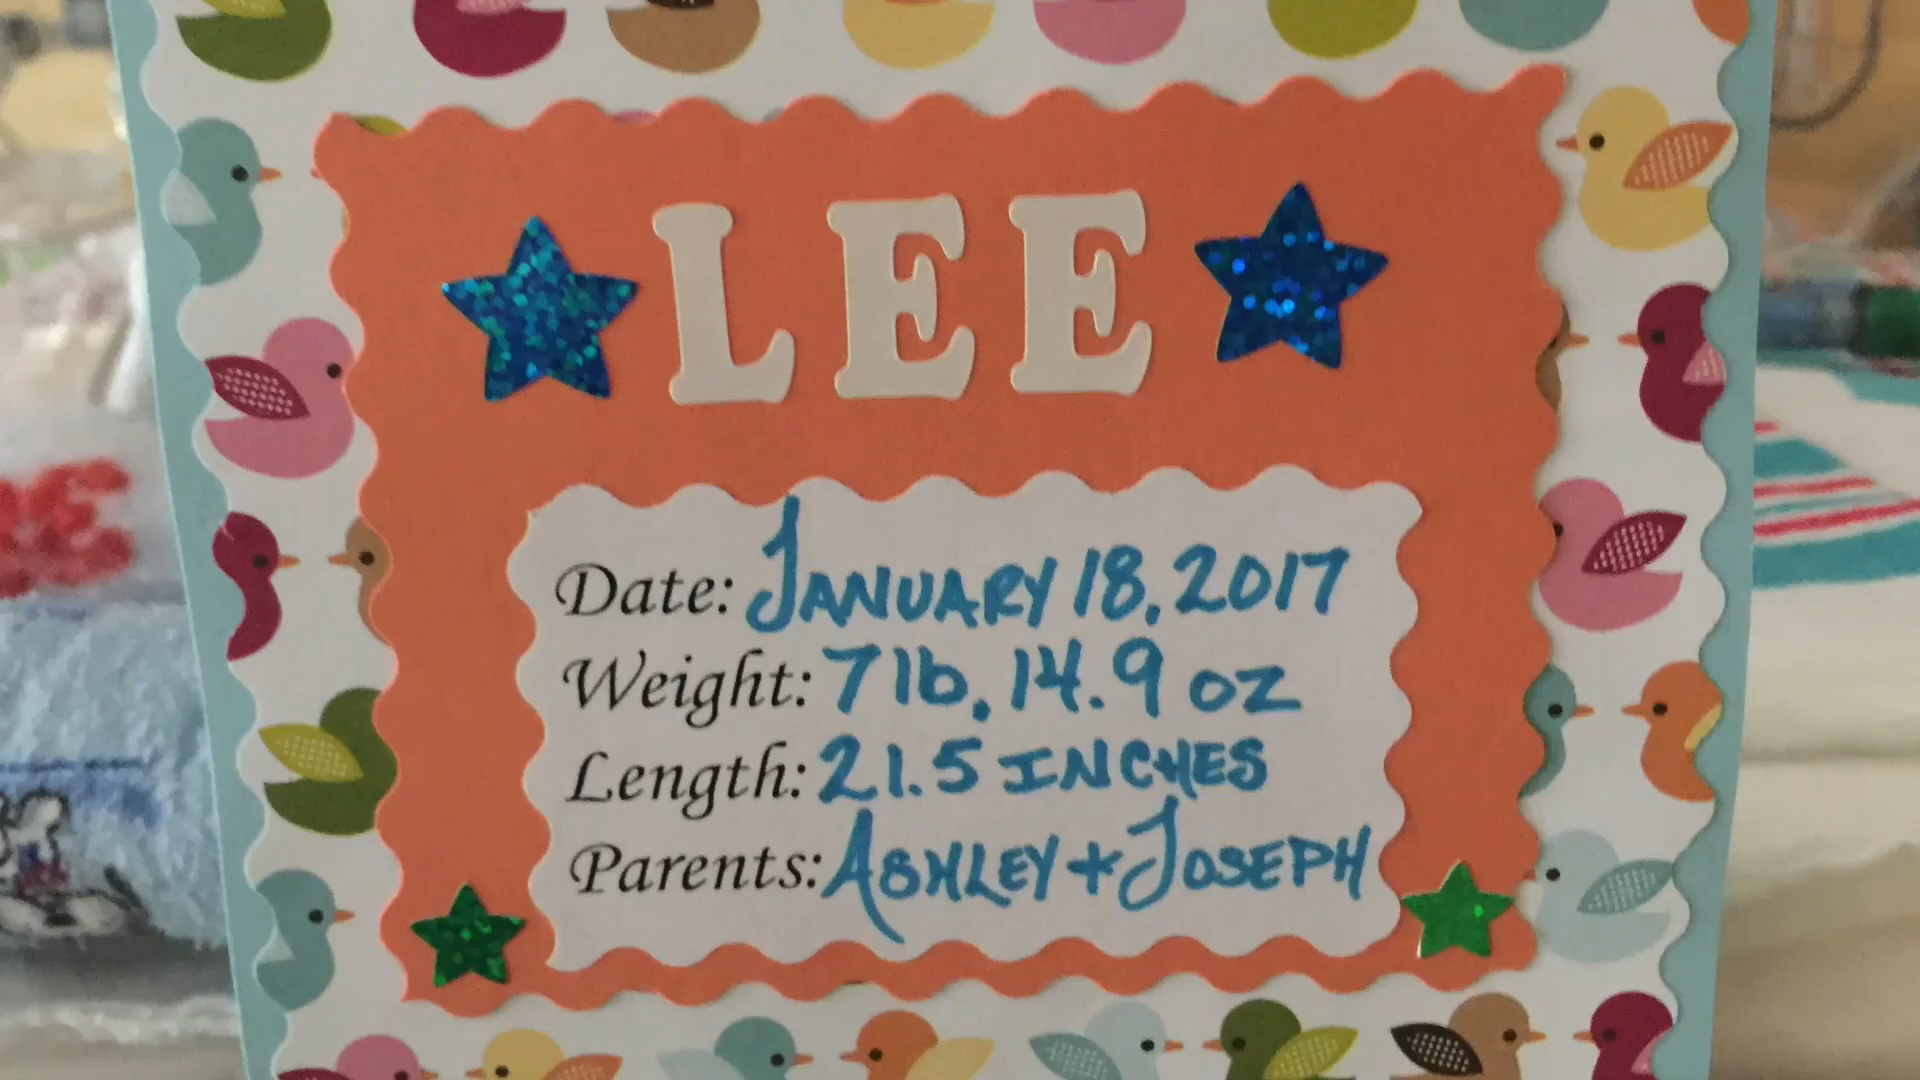 LEE
Date: JANUARY 18, 2017
Weight: 7 lb. 14.9 oz
Length: 21.5 INCHES
Parents: ASHLEY + JOSEPH